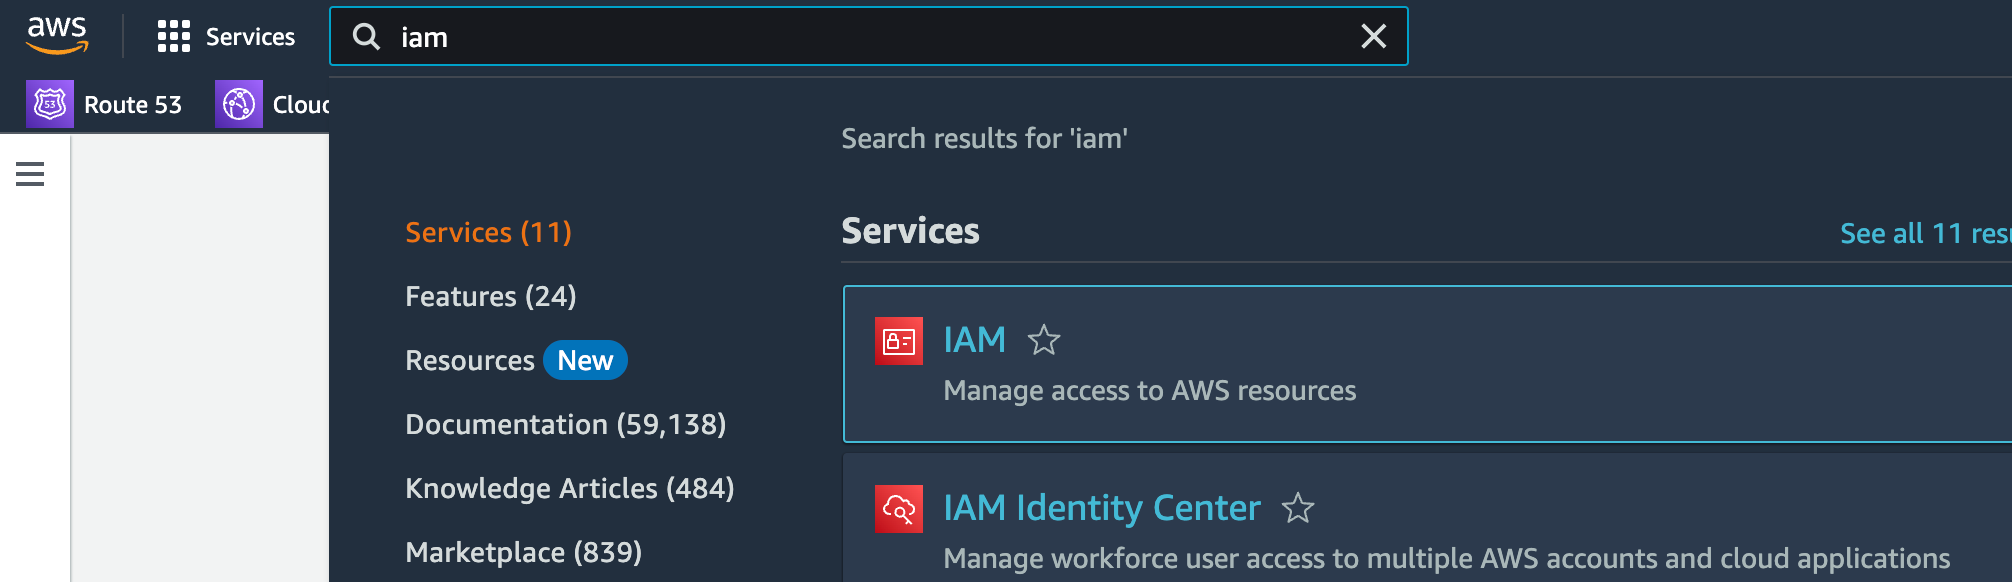 aws
Services
iam
53
Route 53
Search results for 'iam'
Services (11)
Features (24)
Resources New
Documentation (59,138)
Knowledge Articles (484)
Marketplace (839)
Services
See all 11
IAM
Manage access to AWS resources
IAM Identity Center
Manage workforce user access to multiple AWS accounts and cloud applications